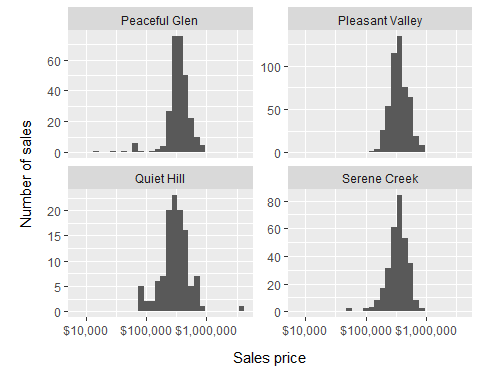 Peaceful Glen
Pleasant Valley
60
40
20
0
100
50
0
Number of sales
Quiet Hill
Serene Creek
20
15
10
5
0
80
60
40
20
0
$10,000 $100,000 $1,000,000
$10,000 $100,000 $1,000,000
Sales price